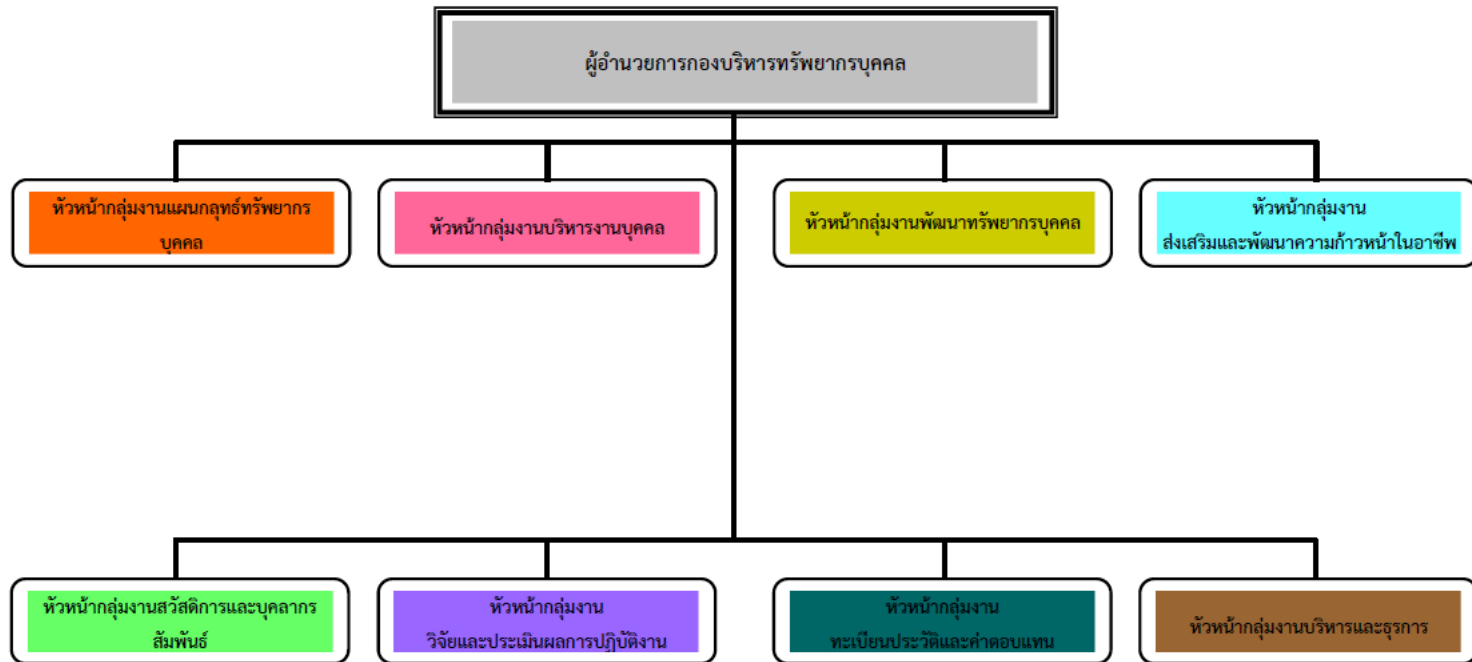 ผู้อำนวยการกองบริหารทรัพยากรบุคคล
หัวหน้ากลุ่มงานแผนกลุทธ์ทรัพยากร
บุคคล
หัวหน้ากลุ่มงานบริหารงานบุคคล
หัวหน้ากลุ่มงานพัฒนาทรัพยากรบุคคล
หัวหน้ากลุ่มงาน
ส่งเสริมและพัฒนาความก้าวหน้าในอาชีพ
หัวหน้ากลุ่มงานสวัสดิการและบุคลากร
สัมพันธ์
หัวหน้ากลุ่มงาน
วิจัยและประเมินผลการปฏิบัติงาน
หัวหน้ากลุ่มงาน
ทะเบียนประวัติและค่าตอบแทน
หัวหน้ากลุ่มงานบริหารและธุรการ